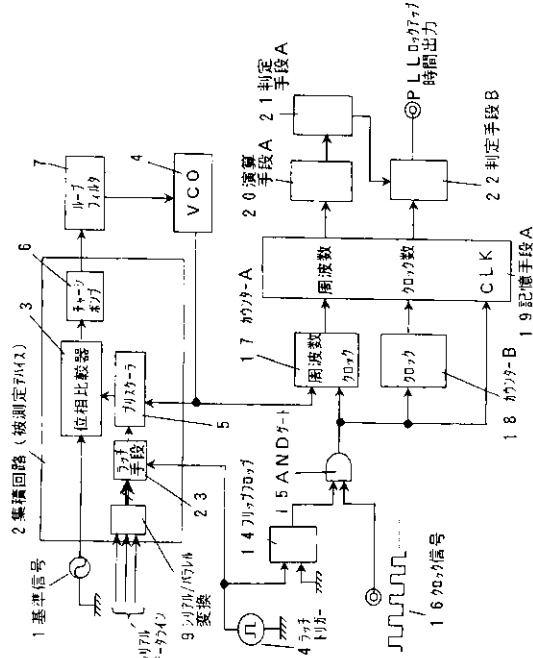 1 基準信号
2 集積回路 (被測定デバイス)
3
位相比較器
6
チャージ
ポンプ
7
ループ
フィルタ
4
VCO
プリスケーラ
5
ラッチ
手段
23
シリアル
データライン
9 シリアル/パラレル
変換
4 ラッチ
トリガー
14 フリップフロップ
15 ANDゲート
16 クロック信号
17 カウンターA
周波数
クロック
クロック
18 カウンターB
周波数
クロック数
CLK
19 記憶手段A
20 演算
手段A
21 判定
手段A
22 判定手段B
PLLロックアップ
時間出力